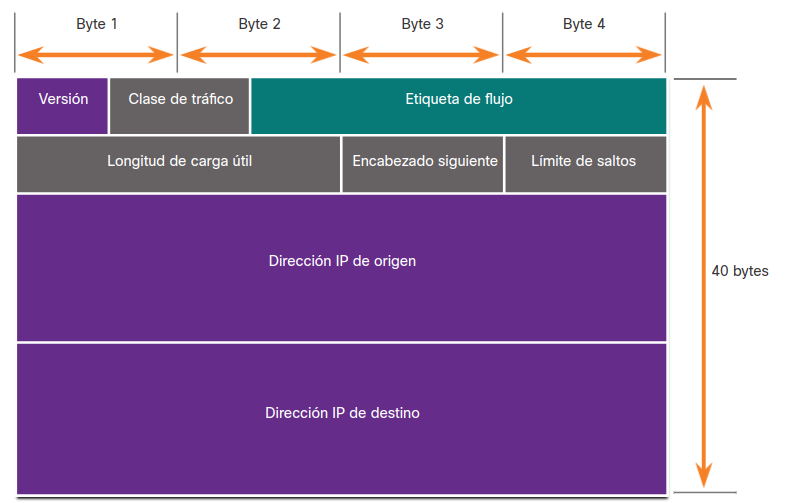 Byte 1
Byte 2
Byte 3
Byte 4
Versión
Clase de tráfico
Etiqueta de flujo
Longitud de carga útil
Encabezado siguiente
Límite de saltos
Dirección IP de origen
40 bytes
Dirección IP de destino